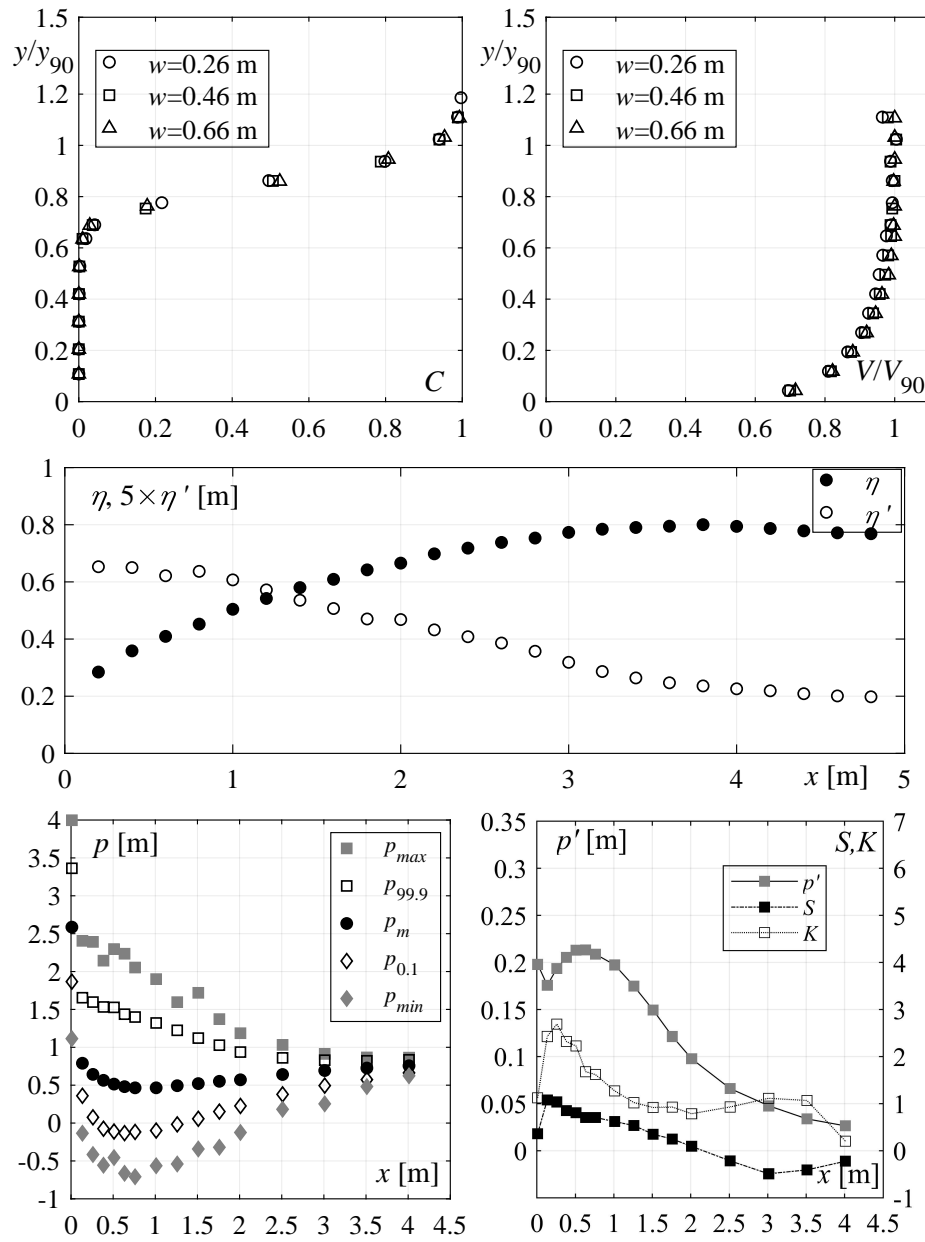 y/y90
w=0.26 m
w=0.46 m
w=0.66 m
1.5
1.2
1
0.8
0.6
0.4
0.2
0
0 0.2 0.4 0.6 0.8 1
C
y/y90
w=0.26 m
w=0.46 m
w=0.66 m
1.5
1.2
1
0.8
0.6
0.4
0.2
0
0 0.2 0.4 0.6 0.8 1
V/V90
η, 5×η ' [m]
η
η '
1
0.8
0.6
0.4
0.2
0
0 1 2 3 4 5
x [m]
p [m]
pmax
p99.9
pm
p0.1
pmin
4
3.5
3
2.5
2
1.5
1
0.5
0
-0.5
-1
0 0.5 1 1.5 2 2.5 3 3.5 4 4.5
x [m]
p' [m]
S,K
p'
S
K
0.35
0.3
0.25
0.2
0.15
0.1
0.05
0
7
6
5
4
3
2
1
0
-1
0 0.5 1 1.5 2 2.5 3 3.5 4 4.5
x [m]